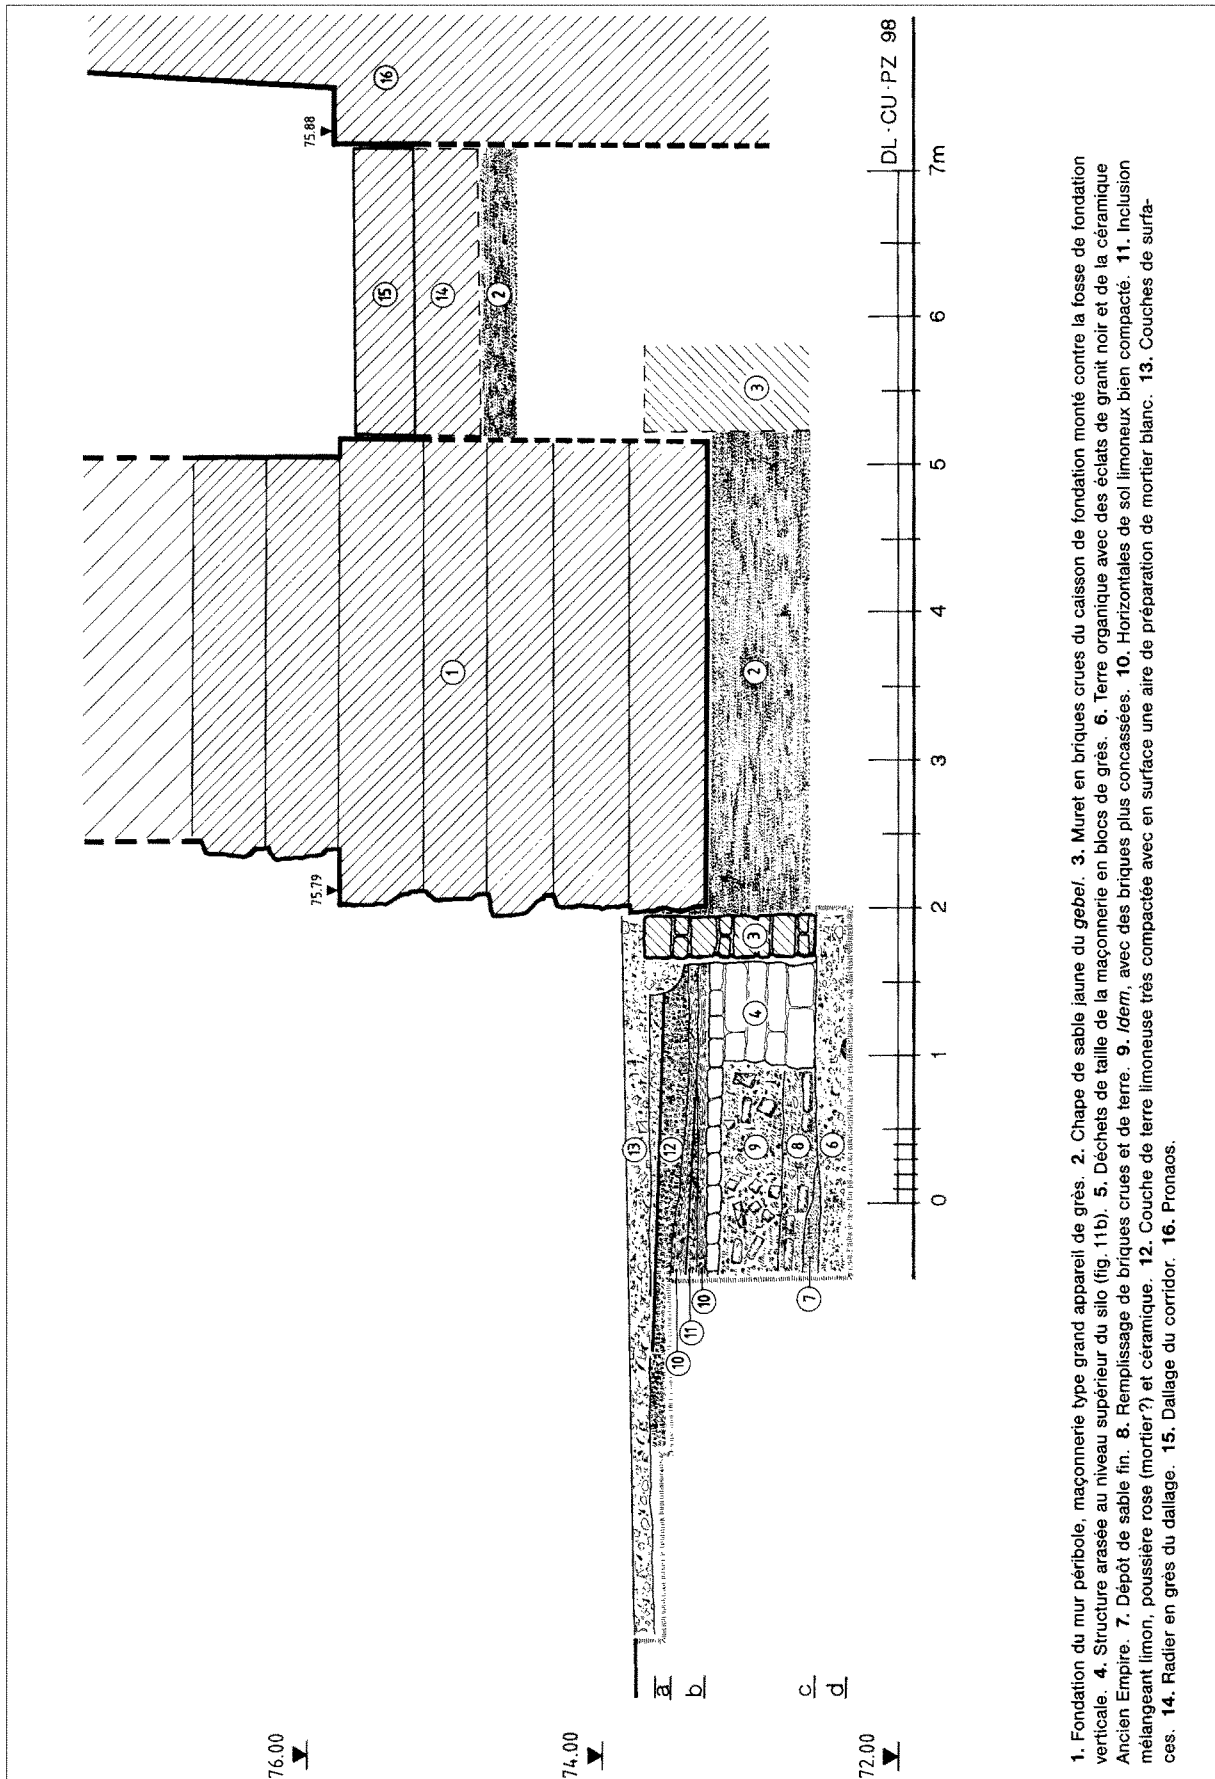 16
75.88
15
14
2
3
1
2
75.79
3
4
13
12
9
8
6
10
11
10
7
a
b
c
d
76.00
74.00
72.00
0
1
2
3
4
5
6
7m
DL·CU·PZ 98
1. Fondation du mur péribole, maçonnerie type grand appareil de grès. 2. Chape de sable jaune du gebel. 3. Muret en briques crues du caisson de fondation monté contre la fosse de fondation
verticale. 4. Structure arasée au niveau supérieur du silo (fig. 11b). 5. Déchets de taille de la maçonnerie en blocs de grès. 6. Terre organique avec des éclats de granit noir et de la céramique
Ancien Empire. 7. Dépôt de sable fin. 8. Remplissage de briques crues et de terre. 9. Idem, avec des briques plus concassées. 10. Horizontales de sol limoneux bien compacté. 11. Inclusion
mélangeant limon, poussière rose (mortier?) et céramique. 12. Couche de terre limoneuse très compactée avec en surface une aire de préparation de mortier blanc. 13. Couches de surfa-
ces. 14. Radier en grès du dallage. 15. Dallage du corridor. 16. Pronaos.